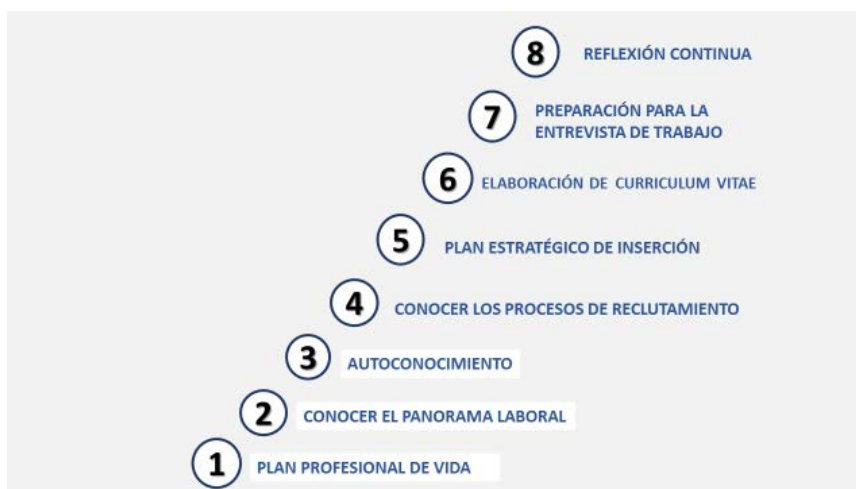 8 REFLEXIÓN CONTINUA
7 PREPARACIÓN PARA LA
ENTREVISTA DE TRABAJO
6 ELABORACIÓN DE CURRICULUM VITAE
5 PLAN ESTRATÉGICO DE INSERCIÓN
4 CONOCER LOS PROCESOS DE RECLUTAMIENTO
3 AUTOCONOCIMIENTO
2 CONOCER EL PANORAMA LABORAL
1 PLAN PROFESIONAL DE VIDA